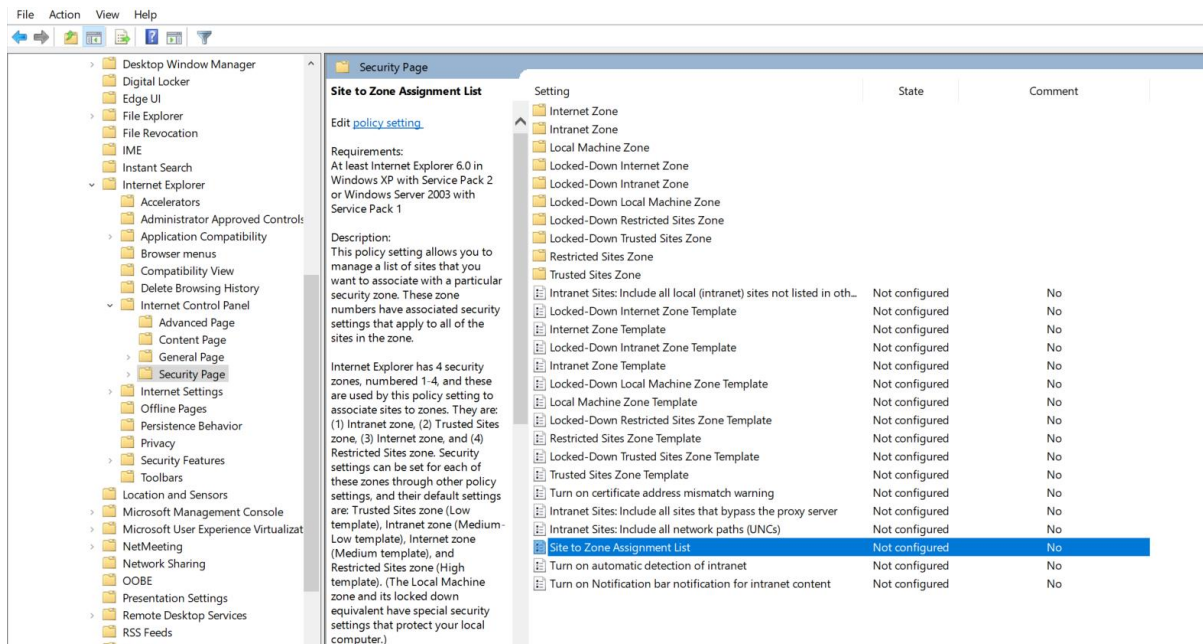 File Action View Help
Desktop Window Manager
Digital Locker
Edge UI
File Explorer
File Revocation
IME
Instant Search
Internet Explorer
Accelerators
Administrator Approved Controls
Application Compatibility
Browser menus
Compatibility View
Delete Browsing History
Internet Control Panel
Advanced Page
Content Page
General Page
Security Page
Internet Settings
Offline Pages
Persistence Behavior
Privacy
Security Features
Toolbars
Location and Sensors
Microsoft Management Console
Microsoft User Experience Virtualizat
NetMeeting
Network Sharing
OOBE
Presentation Settings
Remote Desktop Services
RSS Feeds
Security Page
Site to Zone Assignment List
Edit policy setting
Requirements:
At least Internet Explorer 6.0 in
Windows XP with Service Pack 2
or Windows Server 2003 with
Service Pack 1
Description:
This policy setting allows you to
manage a list of sites that you
want to associate with a particular
security zone. These zone
numbers have associated security
settings that apply to all of the
sites in the zone.
Internet Explorer has 4 security
zones, numbered 1-4, and these
are used by this policy setting to
associate sites to zones. They are:
(1) Intranet zone, (2) Trusted Sites
zone, (3) Internet zone, and (4)
Restricted Sites zone. Security
settings can be set for each of
these zones through other policy
settings, and their default settings
are: Trusted Sites zone (Low
template), Intranet zone (Medium-
Low template), Internet zone
(Medium template), and
Restricted Sites zone (High
template). (The Local Machine
zone and its locked down
equivalent have special security
settings that protect your local
computer.)
Setting State Comment
Internet Zone
Intranet Zone
Local Machine Zone
Locked-Down Internet Zone
Locked-Down Intranet Zone
Locked-Down Local Machine Zone
Locked-Down Restricted Sites Zone
Locked-Down Trusted Sites Zone
Restricted Sites Zone
Trusted Sites Zone
Intranet Sites: Include all local (intranet) sites not listed in oth... Not configured No
Locked-Down Internet Zone Template Not configured No
Internet Zone Template Not configured No
Locked-Down Intranet Zone Template Not configured No
Intranet Zone Template Not configured No
Locked-Down Local Machine Zone Template Not configured No
Local Machine Zone Template Not configured No
Locked-Down Restricted Sites Zone Template Not configured No
Restricted Sites Zone Template Not configured No
Locked-Down Trusted Sites Zone Template Not configured No
Trusted Sites Zone Template Not configured No
Turn on certificate address mismatch warning Not configured No
Intranet Sites: Include all sites that bypass the proxy server Not configured No
Intranet Sites: Include all network paths (UNCs) Not configured No
Site to Zone Assignment List Not configured No
Turn on automatic detection of intranet Not configured No
Turn on Notification bar notification for intranet content Not configured No